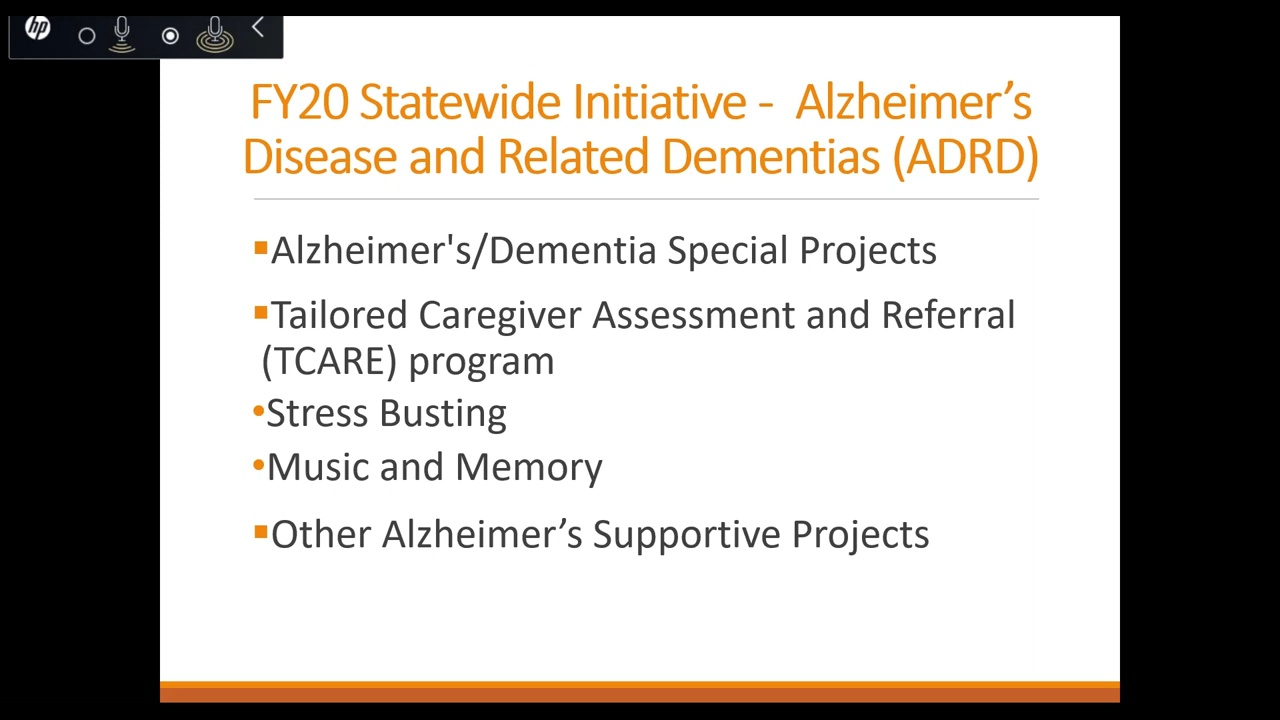 hp
FY20 Statewide Initiative - Alzheimer’s
Disease and Related Dementias (ADRD)
▪Alzheimer's/Dementia Special Projects
▪Tailored Caregiver Assessment and Referral
(TCARE) program
•Stress Busting
•Music and Memory
▪Other Alzheimer’s Supportive Projects